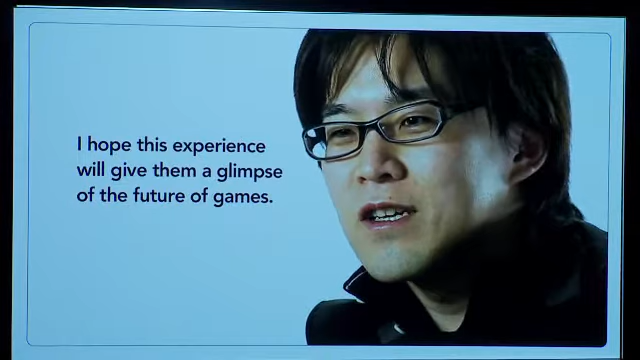 I hope this experience
will give them a glimpse
of the future of games.